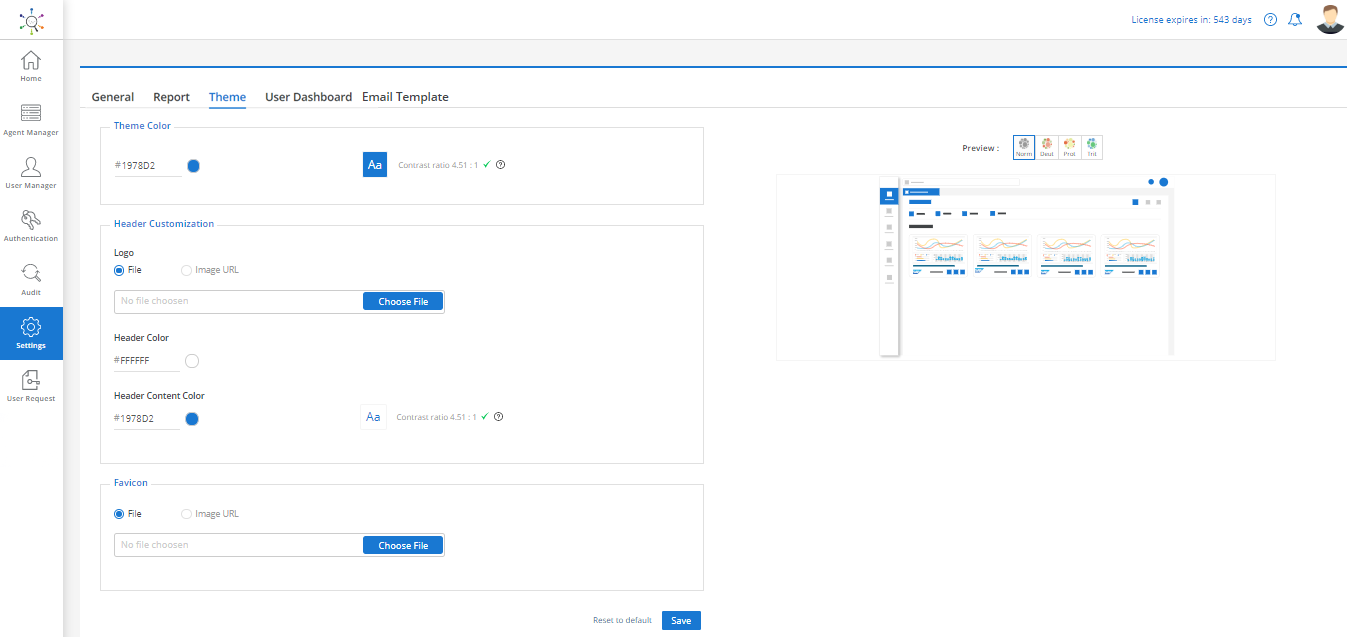 License expires in: 543 days
Home
Agent Manager
User Manager
Authentication
Audit
Settings
User Request
General Report Theme User Dashboard Email Template
Theme Color
#1978D2
Aa Contrast ratio 4.51 : 1
Header Customization
Logo
File Image URL
No file choosen Choose File
Header Color
#FFFFFF
Header Content Color
#1978D2
Aa Contrast ratio 4.51 : 1
Favicon
File Image URL
No file choosen Choose File
Reset to default Save
Preview :
Norm Deut Prot Trit